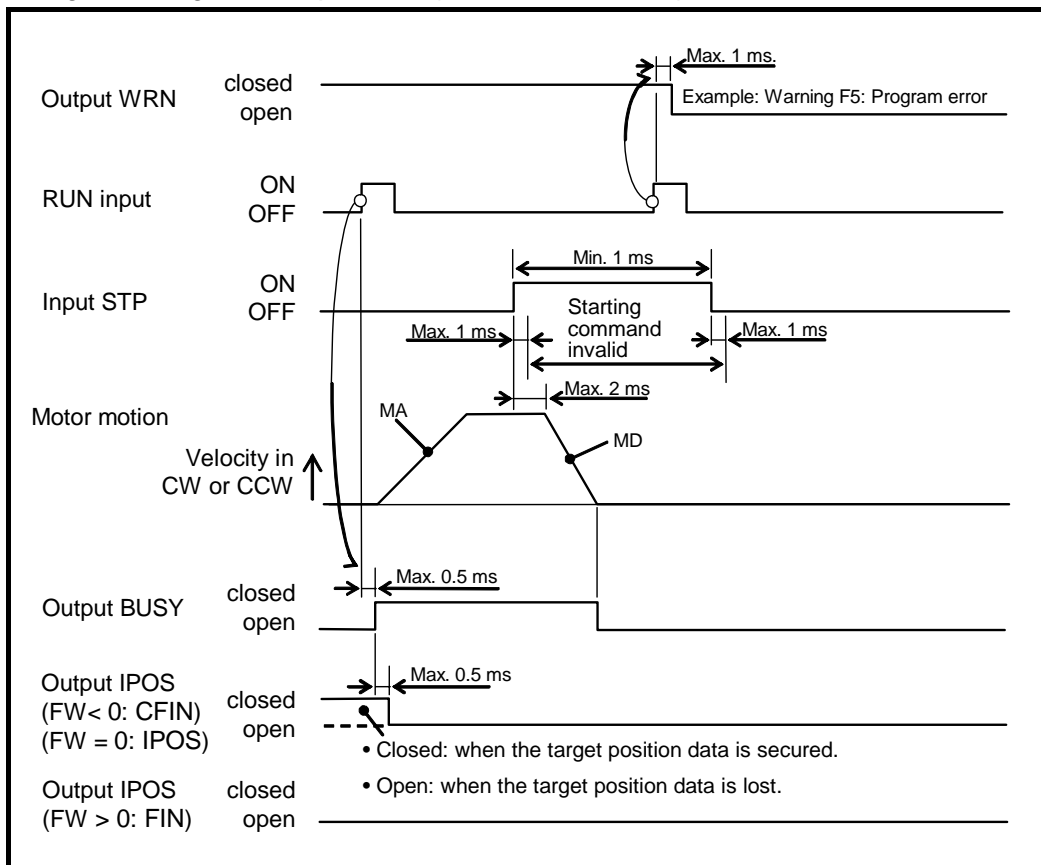 Max. 1 ms.
Output WRN
closed
open
Example: Warning F5: Program error
RUN input
ON
OFF
Min. 1 ms
Input STP
ON
OFF
Starting
command
invalid
Max. 1 ms
Max. 1 ms
Max. 2 ms
Motor motion
MA
MD
Velocity in
CW or CCW
Max. 0.5 ms
Output BUSY
closed
open
Max. 0.5 ms
Output IPOS
(FW< 0: CFIN)
(FW = 0: IPOS)
closed
open
• Closed: when the target position data is secured.
• Open: when the target position data is lost.
Output IPOS
(FW > 0: FIN)
closed
open